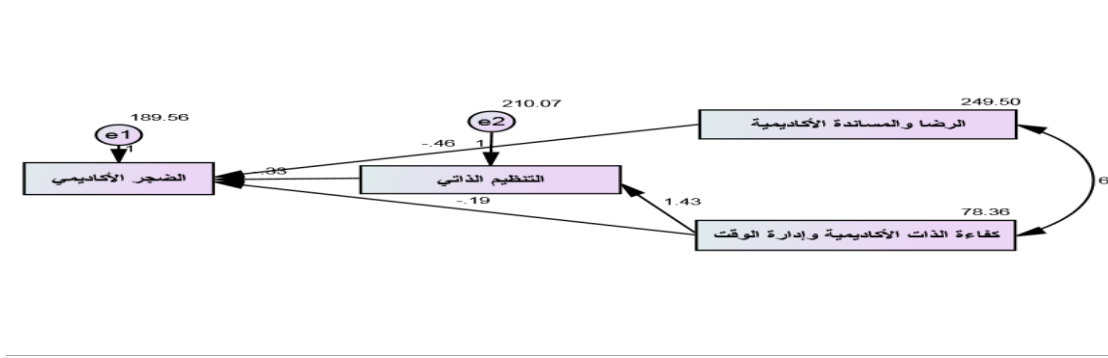 249.50
210.07
189.56
e2
e1
الرضا والمساندة الأكاديمية
-.46
1
1
التنظيم الذاتي
-.33
الضجر الأكاديمي
6
1.43
-.19
78.36
كفاءة الذات الأكاديمية وإدارة الوقت